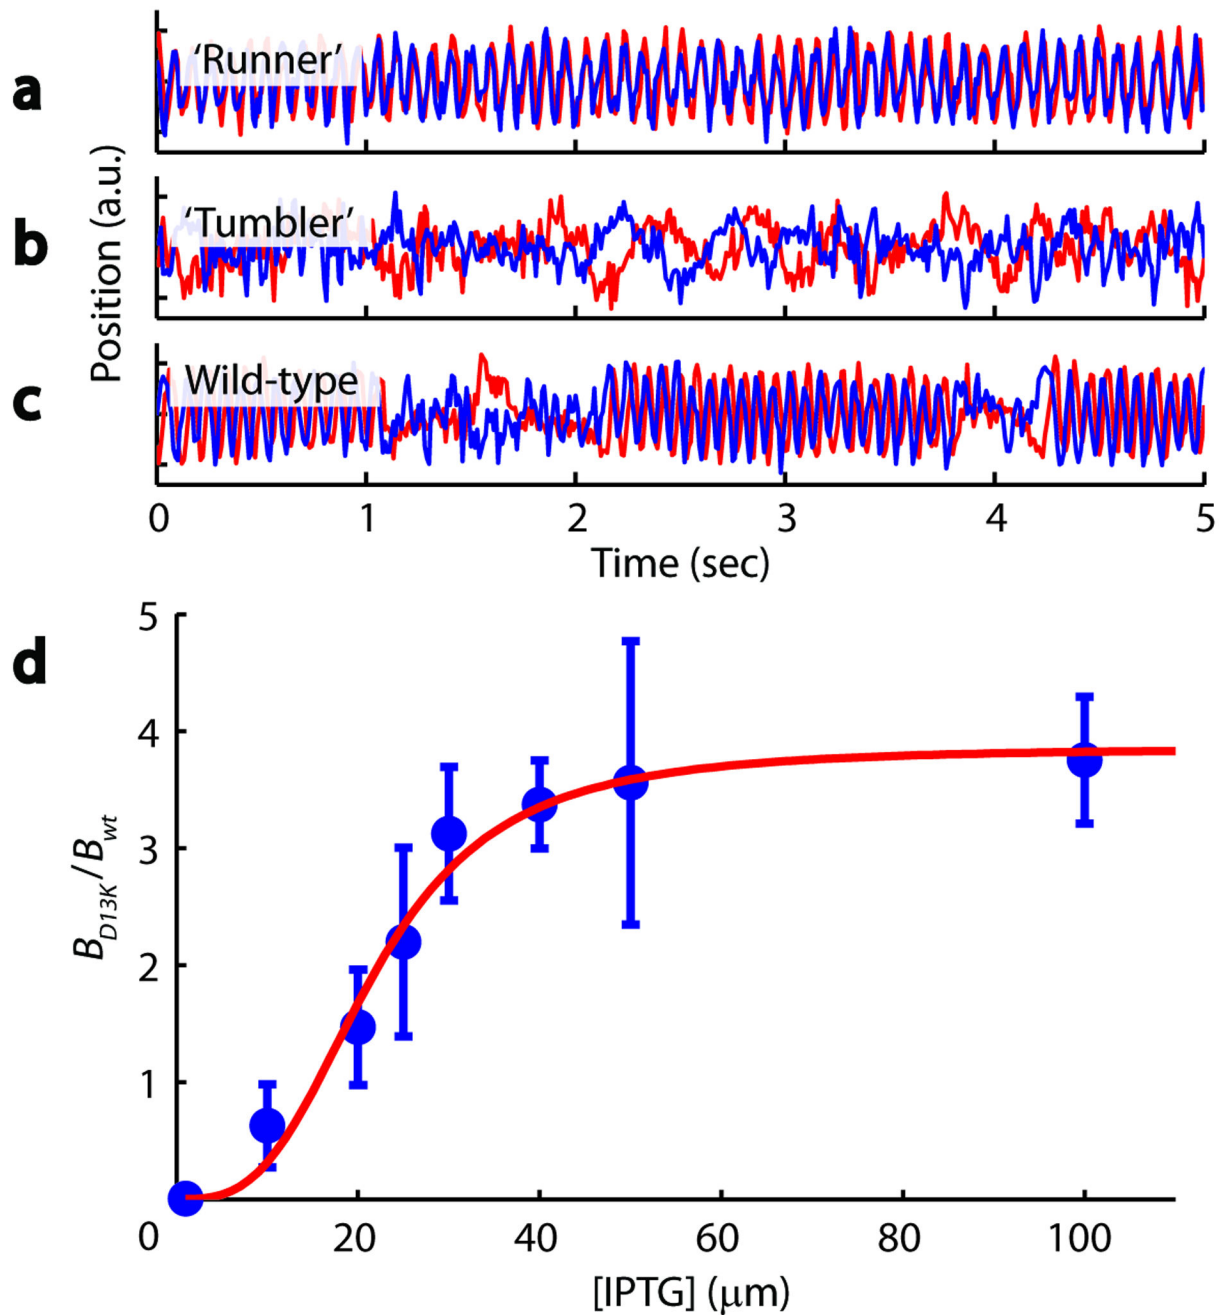 a
'Runner'
b
'Tumbler'
c
Wild-type
Position (a.u.)
0 1 2 3 4 5
Time (sec)
d
5
4
3
2
1
0 20 40 60 80 100
B_D13K/B_wt
[IPTG] (μm)